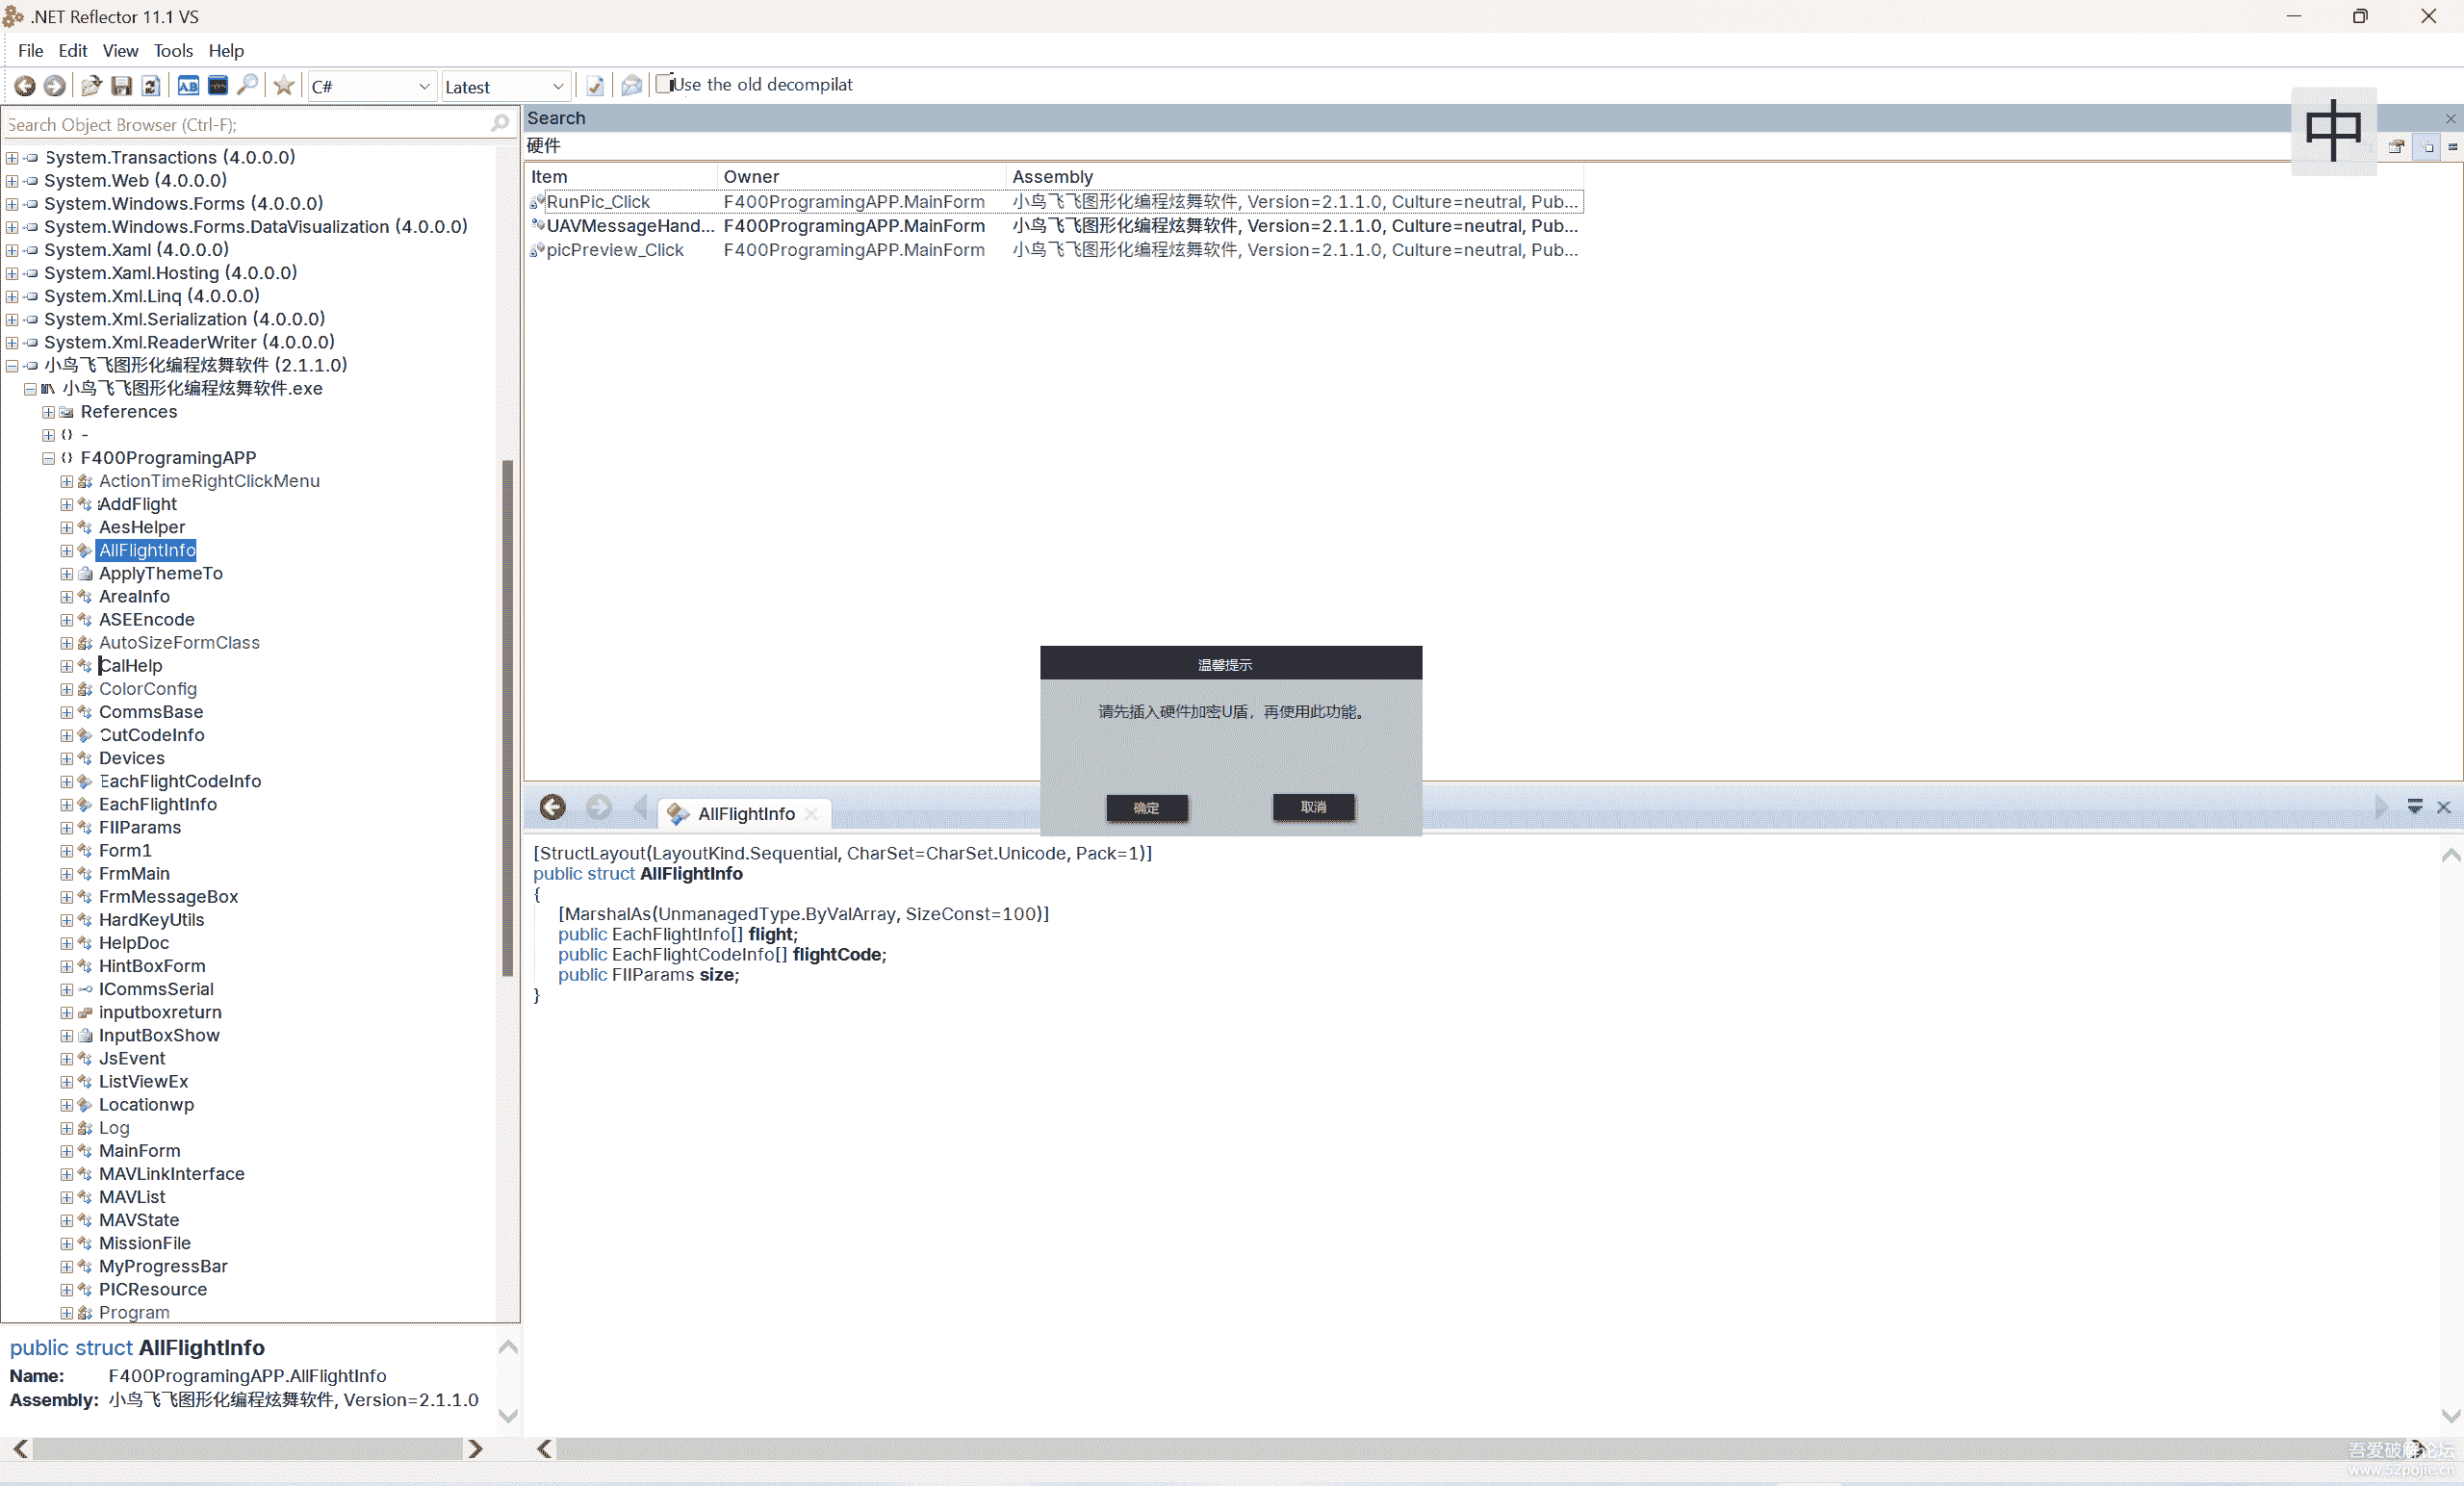 .NET Reflector 11.1 VS
File Edit View Tools Help
C# Latest Use the old decompilat
Search Object Browser (Ctrl-F);
System.Transactions (4.0.0.0)
System.Web (4.0.0.0)
System.Windows.Forms (4.0.0.0)
System.Windows.Forms.DataVisualization (4.0.0.0)
System.Xaml (4.0.0.0)
System.Xaml.Hosting (4.0.0.0)
System.Xml.Linq (4.0.0.0)
System.Xml.Serialization (4.0.0.0)
System.Xml.ReaderWriter (4.0.0.0)
小鸟飞飞图形化编程炫舞软件 (2.1.1.0)
小鸟飞飞图形化编程炫舞软件.exe
References
{} -
{} F400ProgramingAPP
ActionTimeRightClickMenu
AddFlight
AesHelper
AllFlightInfo
ApplyThemeTo
AreaInfo
ASEEncode
AutoSizeFormClass
CalHelp
ColorConfig
CommsBase
CutCodeInfo
Devices
EachFlightCodeInfo
EachFlightInfo
FIIParams
Form1
FrmMain
FrmMessageBox
HardKeyUtils
HelpDoc
HintBoxForm
ICommsSerial
inputboxreturn
InputBoxShow
JsEvent
ListViewEx
Locationwp
Log
MainForm
MAVLinkInterface
MAVList
MAVState
MissionFile
MyProgressBar
PICResource
Program
public struct AllFlightInfo
Name: F400ProgramingAPP.AllFlightInfo
Assembly: 小鸟飞飞图形化编程炫舞软件, Version=2.1.1.0
Search
硬件
中
Item Owner Assembly
RunPic_Click F400ProgramingAPP.MainForm 小鸟飞飞图形化编程炫舞软件, Version=2.1.1.0, Culture=neutral, Pub...
UAVMessageHand... F400ProgramingAPP.MainForm 小鸟飞飞图形化编程炫舞软件, Version=2.1.1.0, Culture=neutral, Pub...
picPreview_Click F400ProgramingAPP.MainForm 小鸟飞飞图形化编程炫舞软件, Version=2.1.1.0, Culture=neutral, Pub...
温馨提示
请先插入硬件加密U盾，再使用此功能。
确定 取消
AllFlightInfo
[StructLayout(LayoutKind.Sequential, CharSet=CharSet.Unicode, Pack=1)]
public struct AllFlightInfo
{
[MarshalAs(UnmanagedType.ByValArray, SizeConst=100)]
public EachFlightInfo[] flight;
public EachFlightCodeInfo[] flightCode;
public FIIParams size;
}
吾爱破解论坛
www.52pojie.cn